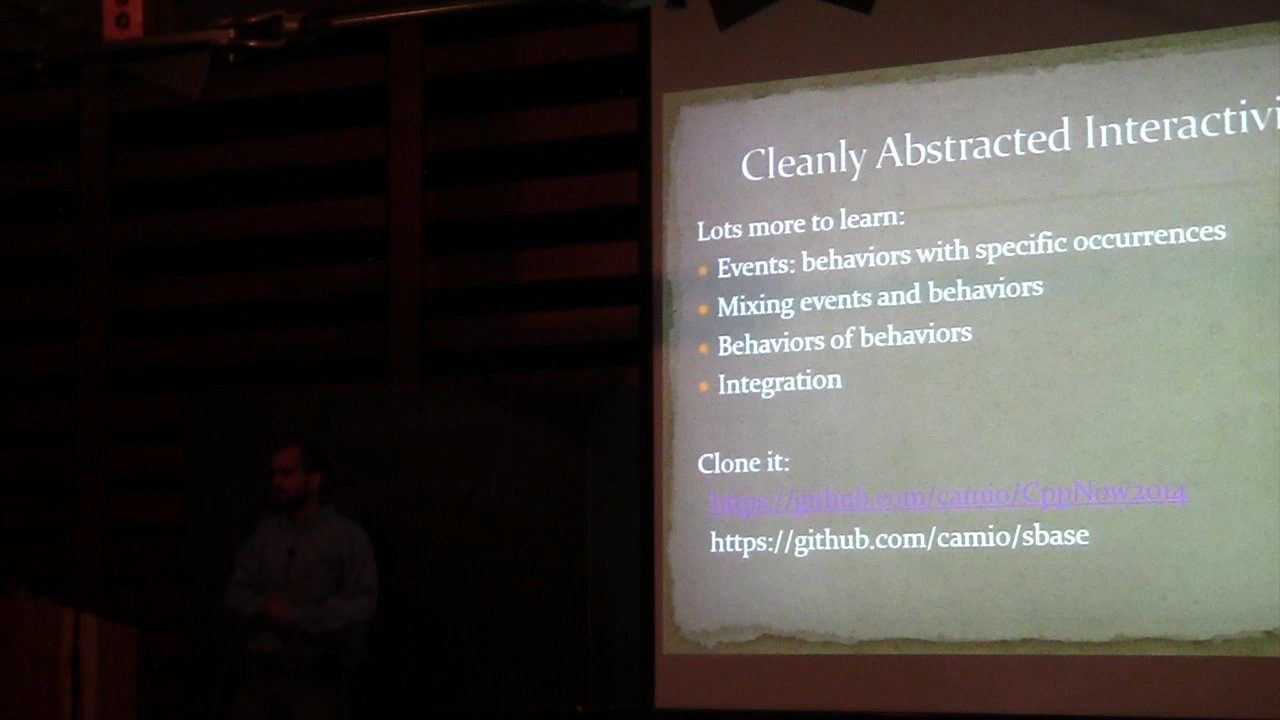 Cleanly Abstracted Interactivi
Lots more to learn:
Events: behaviors with specific occurrences
Mixing events and behaviors
Behaviors of behaviors
Integration
Clone it:
https://github.com/camio/CppNow2014
https://github.com/camio/sbase